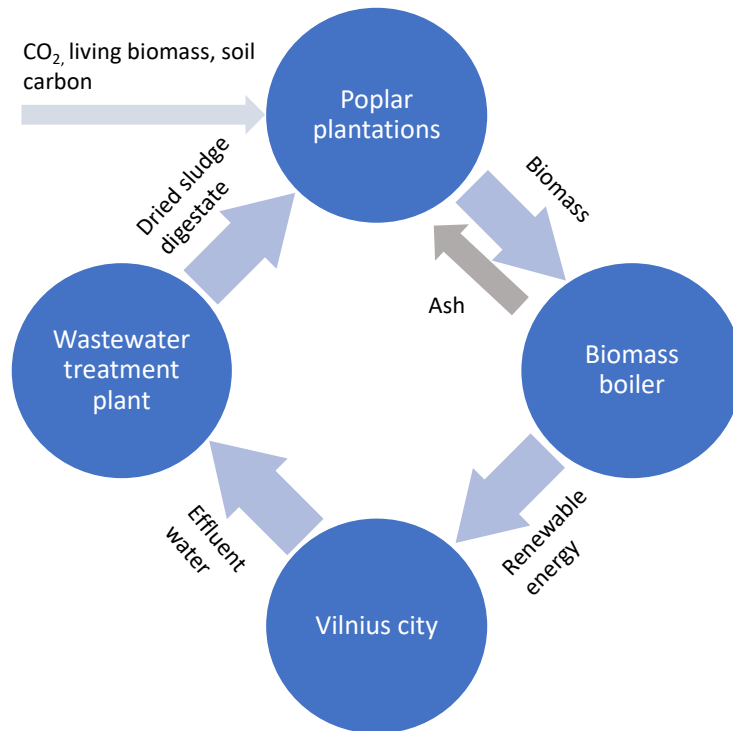 CO₂, living biomass, soil
carbon
Poplar
plantations
Dried sludge
digestate
Biomass
Ash
Wastewater
treatment
plant
Biomass
boiler
Effluent
water
Renewable
energy
Vilnius city